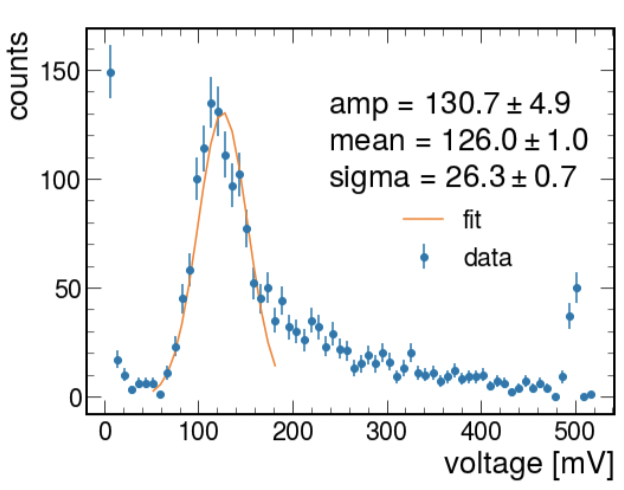 counts
150
100
50
0
amp = 130.7 ± 4.9
mean = 126.0 ± 1.0
sigma = 26.3 ± 0.7
fit
data
0 100 200 300 400 500
voltage [mV]